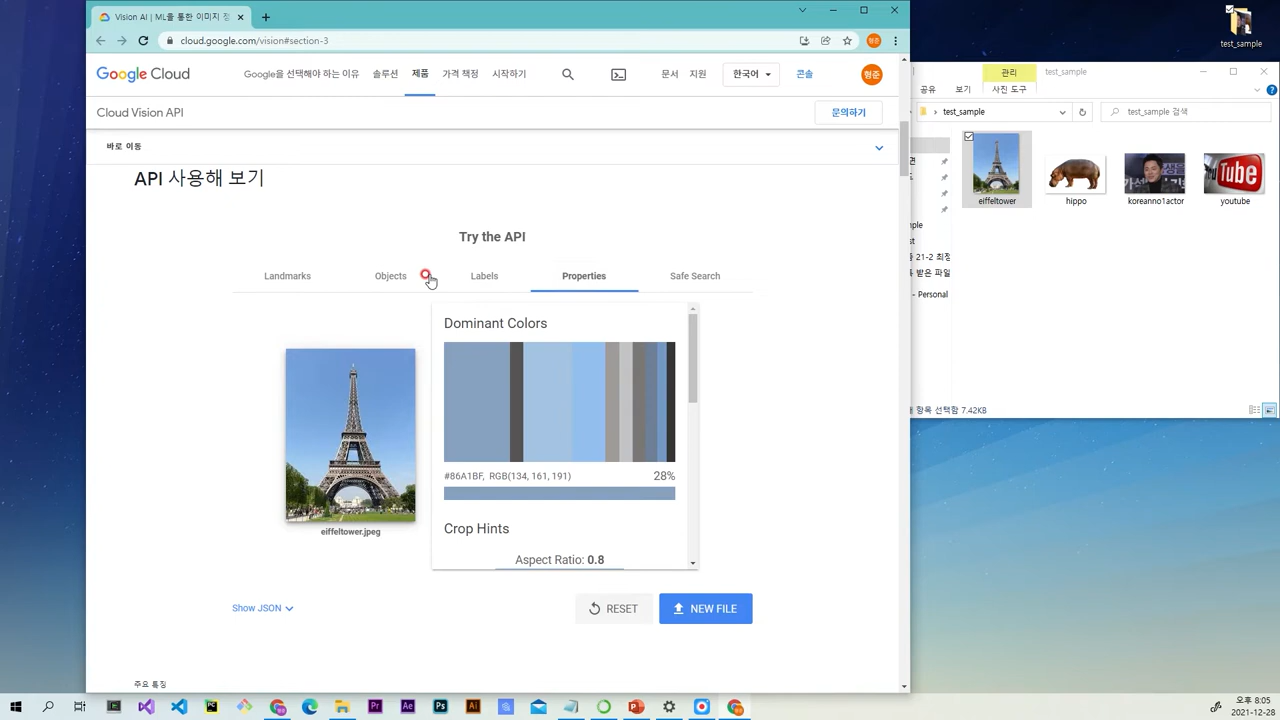 Vision AI | ML을 통한 이미지 정
cloud.google.com/vision#section-3
형준
Google Cloud
Google을 선택해야 하는 이유
솔루션
제품
가격 책정
시작하기
문서
지원
한국어
콘솔
형준
Cloud Vision API
문의하기
바로 이동
API 사용해 보기
Try the API
Landmarks
Objects
Labels
Properties
Safe Search
Dominant Colors
#86A1BF, RGB(134, 161, 191)
28%
Crop Hints
Aspect Ratio: 0.8
eiffeltower.jpeg
Show JSON
RESET
NEW FILE
주요 특징
test_sample
관리
test_sample
공유
보기
사진 도구
test_sample
test_sample 검색
eiffeltower
hippo
koreanno1actor
youtube
You Tube
- Personal
항목 선택함 7.42KB
오후 8:05
2021-12-28